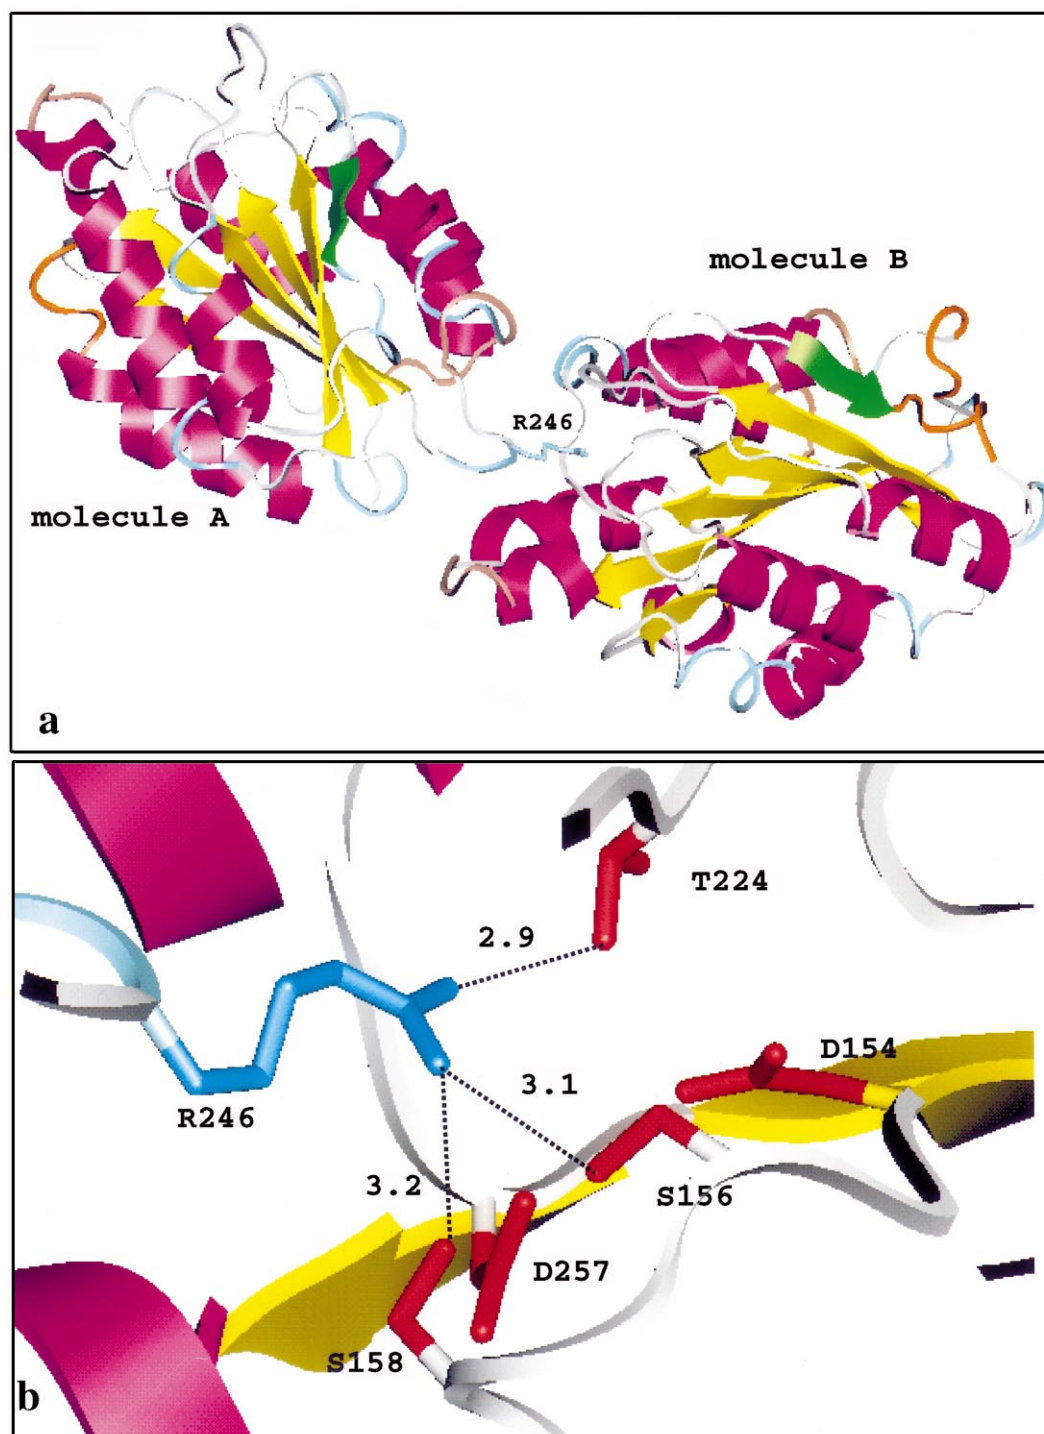 molecule B
R246
molecule A
a
T224
2.9
D154
3.1
R246
3.2
S156
D257
S158
b